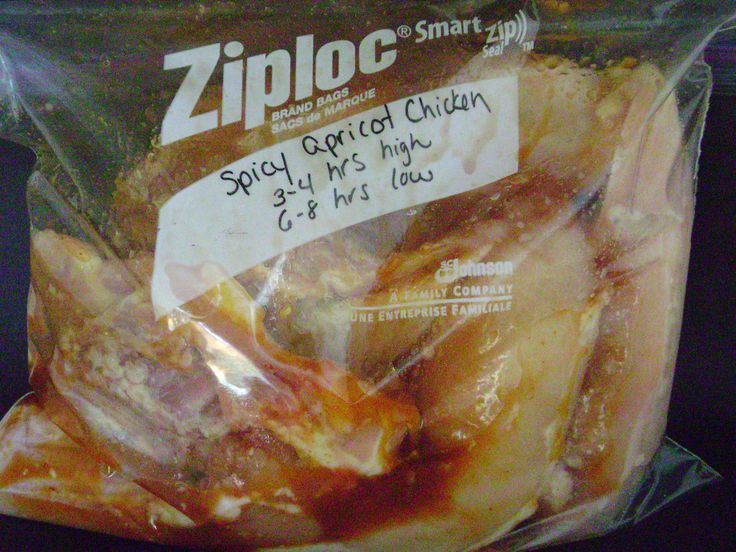 Ziploc® Smart Zip
Seal™
BRAND BAGS
SACS de MARQUE
Spicy apricot Chicken
3-4 hrs high
6-8 hrs low
SC Johnson
A FAMILY COMPANY
UNE ENTREPRISE FAMILIALE